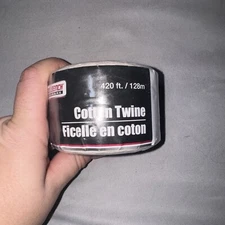 420 ft. / 128m
Cotton Twine
Ficelle en coton